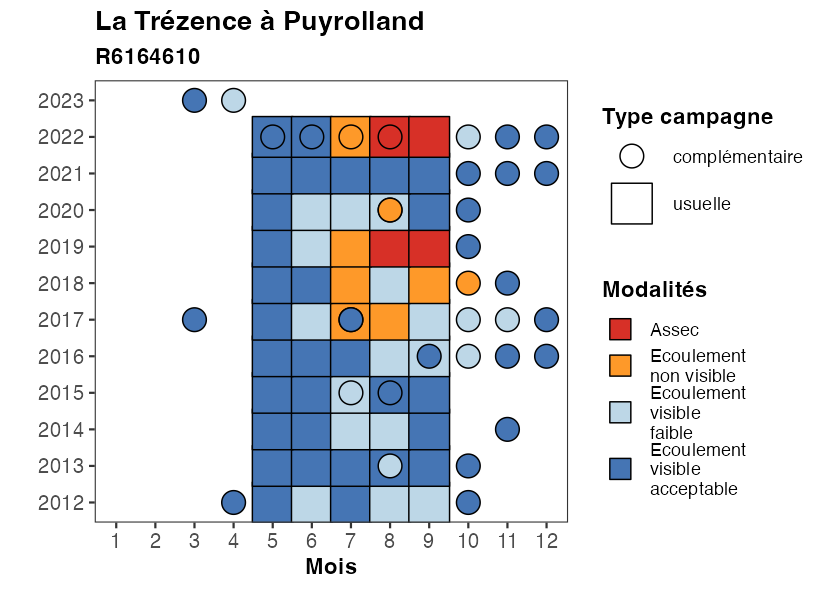 La Trézence à Puyrolland
R6164610
2023
2022
2021
2020
2019
2018
2017
2016
2015
2014
2013
2012
1 2 3 4 5 6 7 8 9 10 11 12
Mois
Type campagne
complémentaire
usuelle
Modalités
Assec
Ecoulement
non visible
Ecoulement
visible
faible
Ecoulement
visible
acceptable